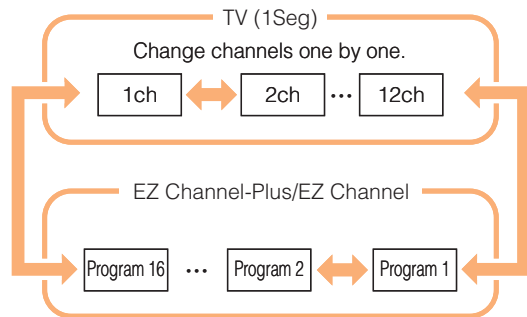 TV (1Seg)
Change channels one by one.
1ch 2ch ••• 12ch
EZ Channel-Plus/EZ Channel
Program 16 ••• Program 2 Program 1